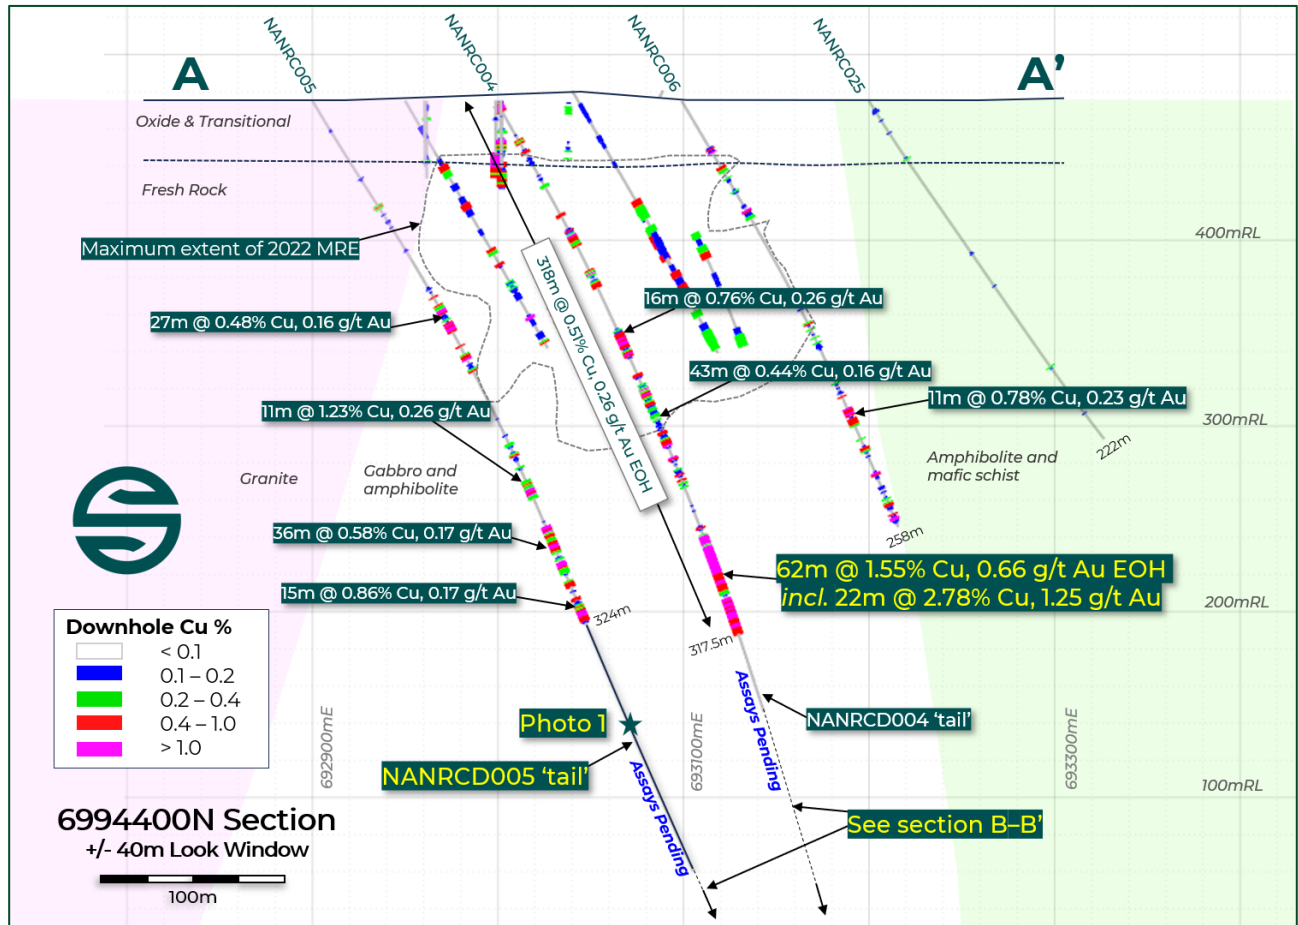 NANRC005
NANRC004
NANRC006
NANRC025
A
A’
Oxide & Transitional
Fresh Rock
Maximum extent of 2022 MRE
400mRL
318m @ 0.51% Cu, 0.26 g/t Au EOH
16m @ 0.76% Cu, 0.26 g/t Au
27m @ 0.48% Cu, 0.16 g/t Au
43m @ 0.44% Cu, 0.16 g/t Au
11m @ 0.78% Cu, 0.23 g/t Au
11m @ 1.23% Cu, 0.26 g/t Au
300mRL
222m
Granite
Gabbro and
amphibolite
Amphibolite and
mafic schist
36m @ 0.58% Cu, 0.17 g/t Au
258m
62m @ 1.55% Cu, 0.66 g/t Au EOH
incl. 22m @ 2.78% Cu, 1.25 g/t Au
15m @ 0.86% Cu, 0.17 g/t Au
324m
200mRL
317.5m
Downhole Cu %
< 0.1
0.1 – 0.2
0.2 – 0.4
0.4 – 1.0
> 1.0
692900mE
693100mE
693300mE
Photo 1
NANRCD004 ‘tail’
NANRCD005 ‘tail’
Assays Pending
Assays Pending
100mRL
6994400N Section
+/- 40m Look Window
100m
See section B–B’